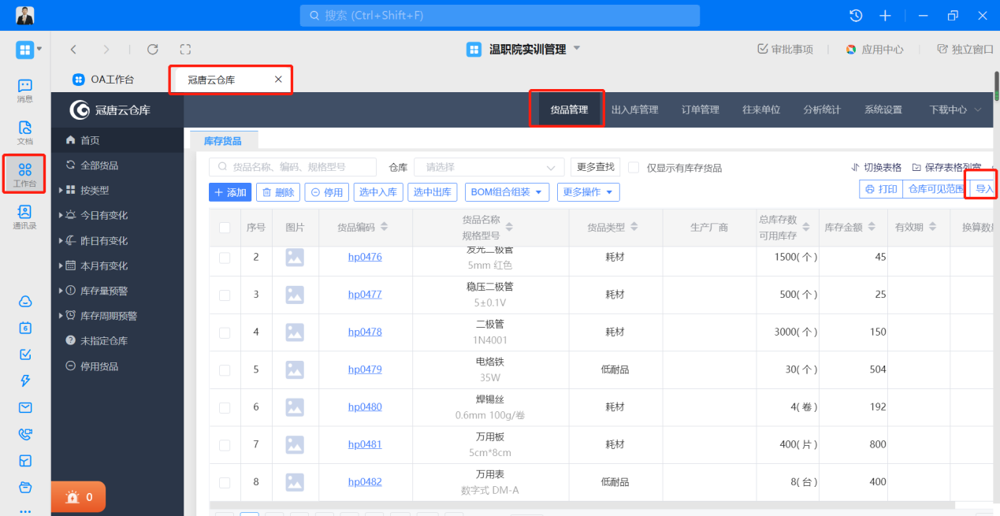 搜索 (Ctrl+Shift+F)
温职院实训管理
审批事项
应用中心
独立窗口
OA工作台
冠唐云仓库
消息
文档
工作台
通讯录
6
冠唐云仓库
货品管理 出入库管理 订单管理 往来单位 分析统计 系统设置 下载中心
首页
全部货品
按类型
今日有变化
昨日有变化
本月有变化
库存量预警
库存周期预警
未指定仓库
停用货品
0
库存货品
货品名称、编码、规格型号 仓库 请选择 更多查找 仅显示有库存货品
切换表格 保存表格列宽
添加 删除 停用 选中入库 选中出库 BOM组合组装 更多操作
打印 仓库可见范围 导入
序号 图片 货品编码 货品名称 规格型号 货品类型 生产厂商 总库存数 可用库存 库存金额 有效期 换算数
2 hp0476 发光二极管 耗材 1500(个) 45
5mm 红色
3 hp0477 稳压二极管 耗材 500(个) 25
5±0.1V
4 hp0478 二极管 耗材 3000(个) 150
1N4001
5 hp0479 电烙铁 低耐品 30(个) 504
35W
6 hp0480 焊锡丝 耗材 4(卷) 192
0.6mm 100g/卷
7 hp0481 万用板 耗材 400(片) 800
5cm*8cm
8 hp0482 万用表 低耐品 8(台) 400
数字式 DM-A